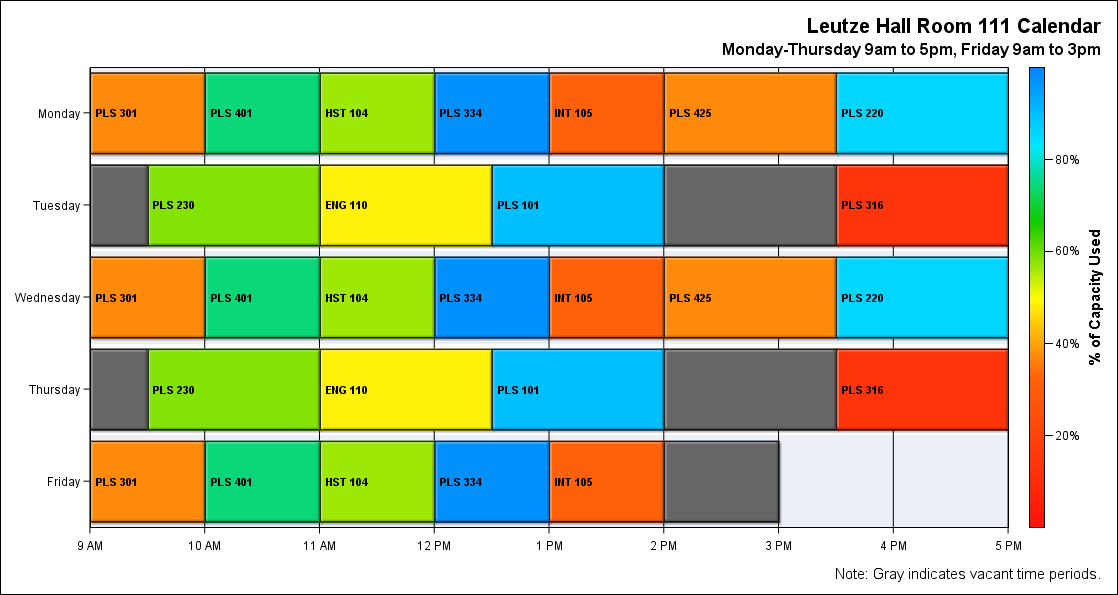 Leutze Hall Room 111 Calendar
Monday-Thursday 9am to 5pm, Friday 9am to 3pm
Monday PLS 301 PLS 401 HST 104 PLS 334 INT 105 PLS 425 PLS 220
80%
Tuesday PLS 230 ENG 110 PLS 101 PLS 316
60%
% of Capacity Used
Wednesday PLS 301 PLS 401 HST 104 PLS 334 INT 105 PLS 425 PLS 220
40%
Thursday PLS 230 ENG 110 PLS 101 PLS 316
20%
Friday PLS 301 PLS 401 HST 104 PLS 334 INT 105
9 AM 10 AM 11 AM 12 PM 1 PM 2 PM 3 PM 4 PM 5 PM
Note: Gray indicates vacant time periods.